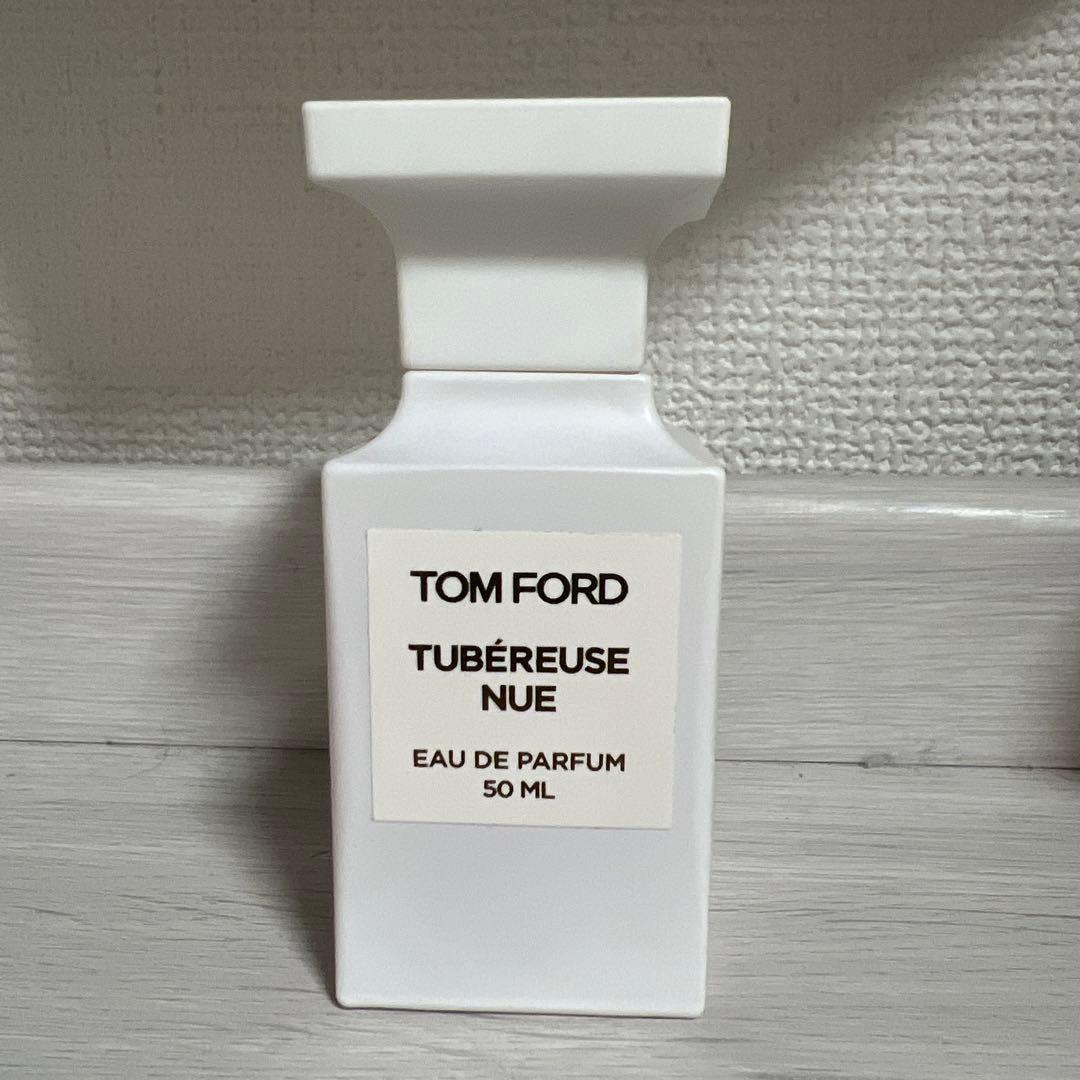 TOM FORD
TUBÉREUSE
NUE
EAU DE PARFUM
50 ML